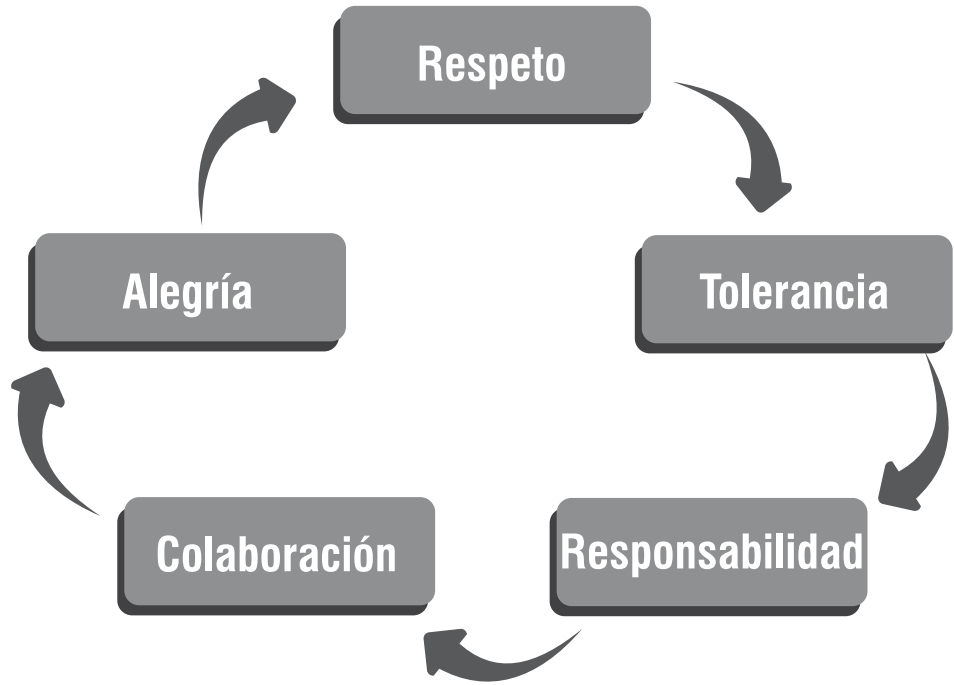 Respeto
Tolerancia
Responsabilidad
Colaboración
Alegría